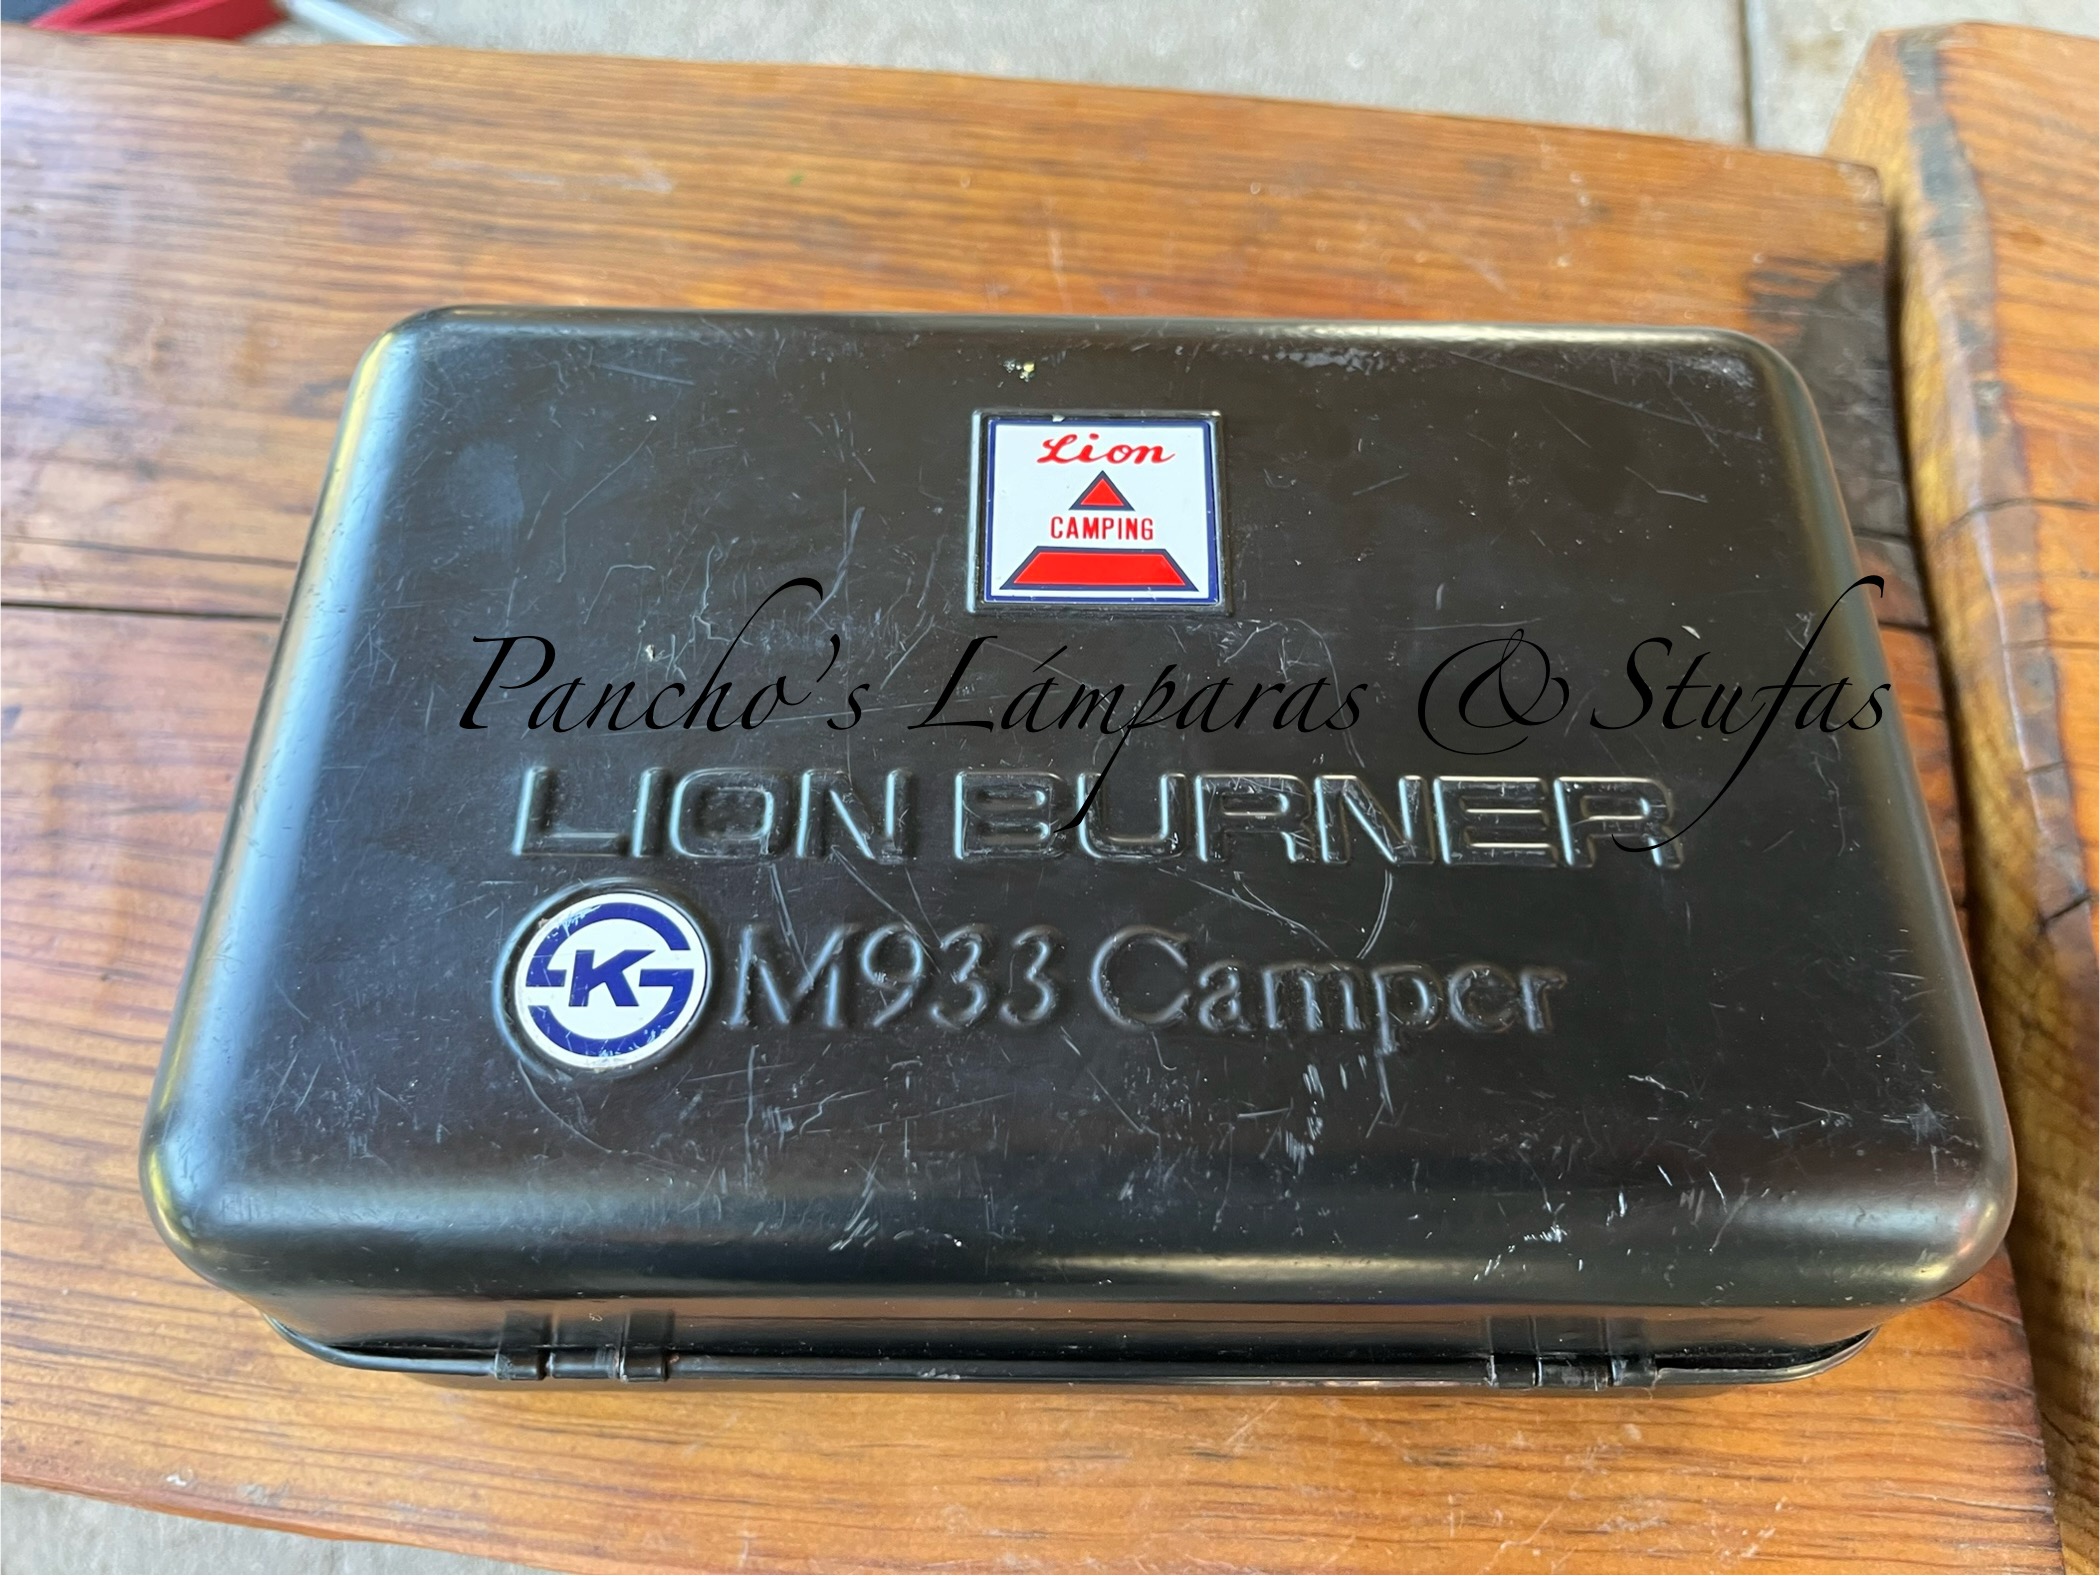 Lion
CAMPING
Pancho's Lámparas & Stufas
LION BURNER
K M933 Camper